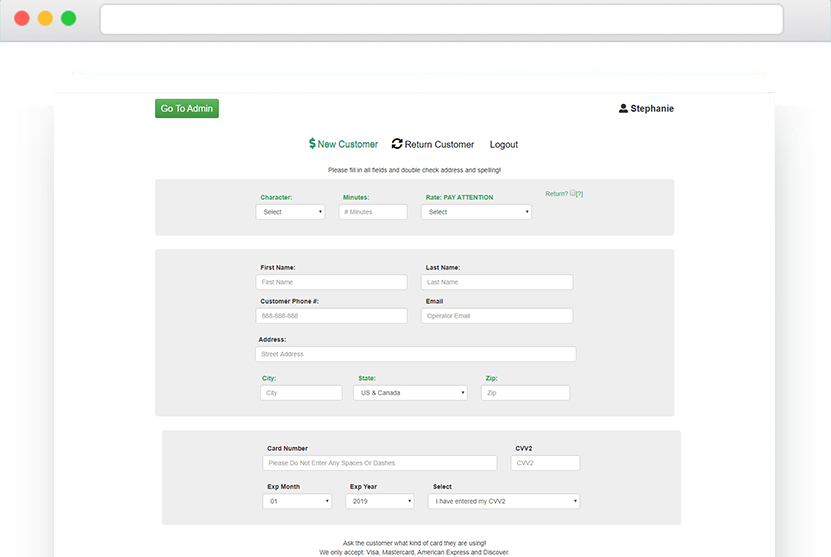 Go To Admin
Stephanie
$ New Customer Return Customer Logout
Please fill in all fields and double check address and spelling!
Character: Minutes: Rate: PAY ATTENTION Return? [?]
Select # Minutes Select
First Name: Last Name:
First Name Last Name
Customer Phone #: Email
888-888-888 Operator Email
Address:
Street Address
City: State: Zip:
City US & Canada Zip
Card Number CVV2
Please Do Not Enter Any Spaces Or Dashes. CVV2
Exp Month Exp Year Select
01 2019 I have entered my CVV2
Ask the customer what kind of card they are using!
We only accept: Visa, Mastercard, American Express and Discover.